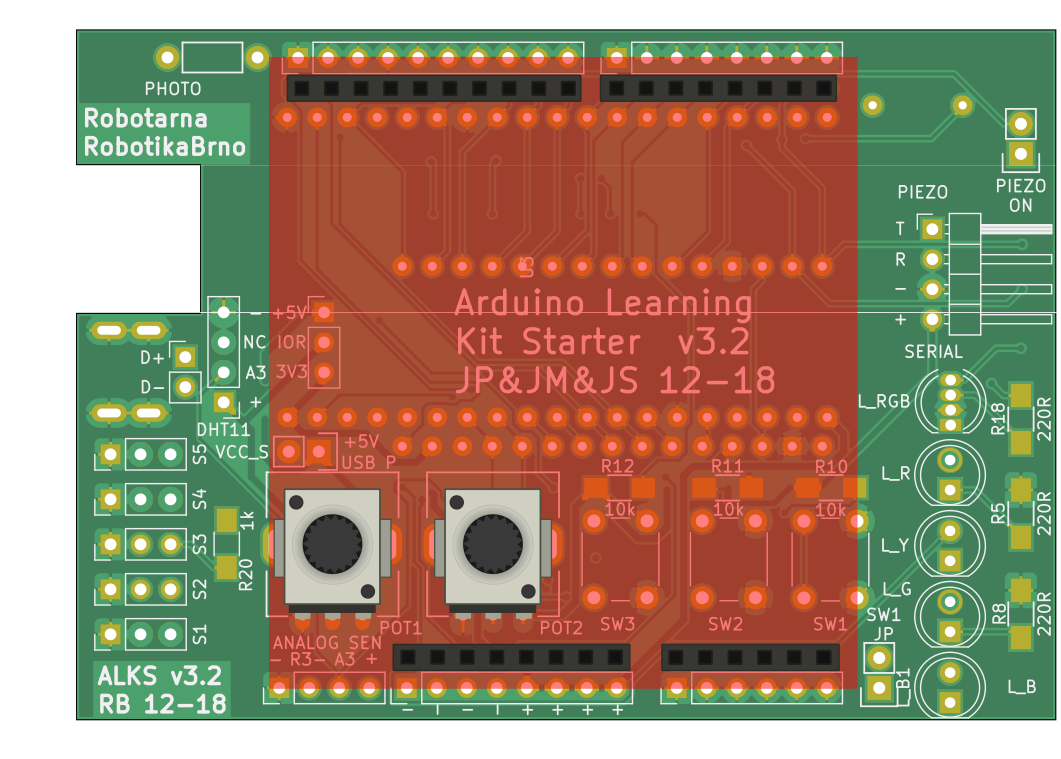 PHOTO
Robotarna
RobotikaBrno
PIEZO
ON
PIEZO
T
R
−
+
SERIAL
U3
Arduino Learning
Kit Starter v3.2
JP&JM&JS 12-18
+5V
IOR
3V3
−
NC
A3
+
DHT11
D+
D−
VCC_S
+5V
USB P
L_RGB
R18
220R
L_R
R12
10k
R11
10k
R10
10k
S5
S4
S3
S2
S1
1k
R20
R5
220R
L_Y
L_G
R8
220R
SW1
JP
POT1
POT2
SW3
SW2
SW1
ANALOG SEN
− R3− A3 +
ALKS v3.2
RB 12-18
− | − | + + + +
L_B1
L_B